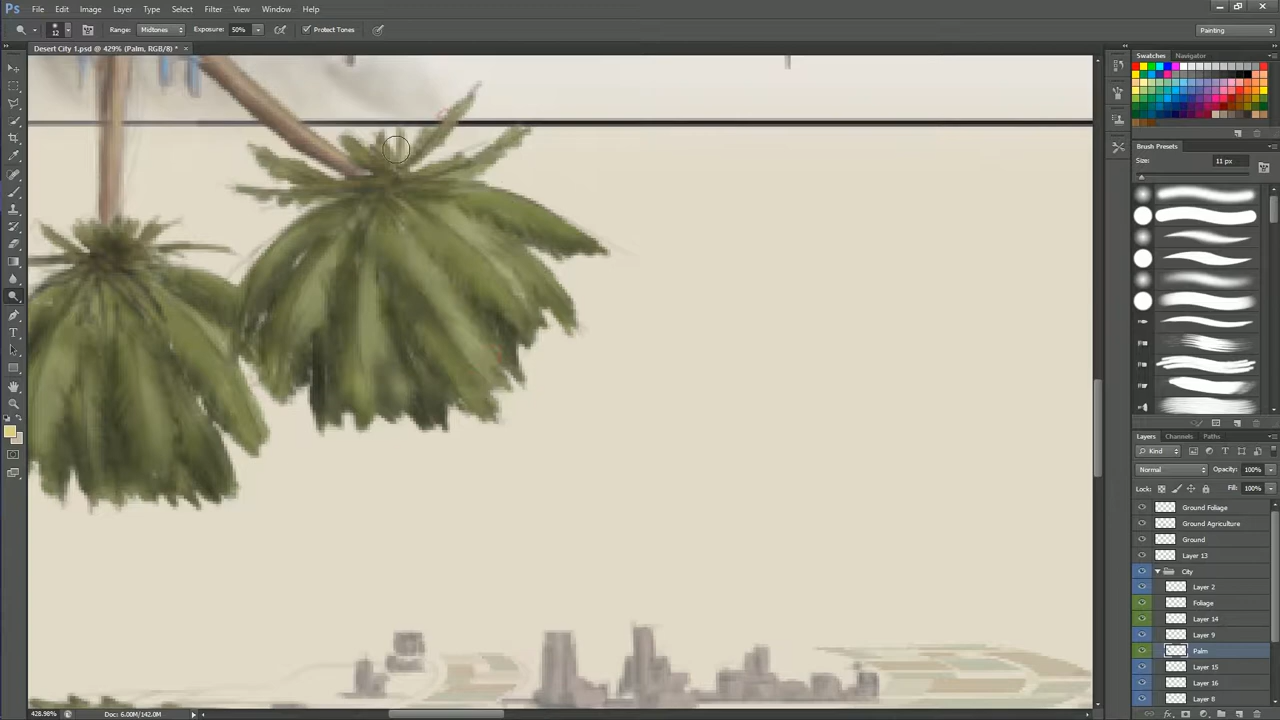 Ps File Edit Image Layer Type Select Filter View Window Help
12 Range: Midtones Exposure: 50% Protect Tones Painting
Desert City 1.psd @ 429% (Palm, RGB/8) * ×
Swatches Navigator
Brush Presets
Size: 11 px
Layers Channels Paths
Kind
Normal Opacity: 100%
Lock: Fill: 100%
Ground Foliage
Ground Agriculture
Ground
Layer 13
City
Layer 2
Foliage
Layer 14
Layer 9
Palm
Layer 15
Layer 16
Layer 8
428.98% Doc: 6.00M/142.0M